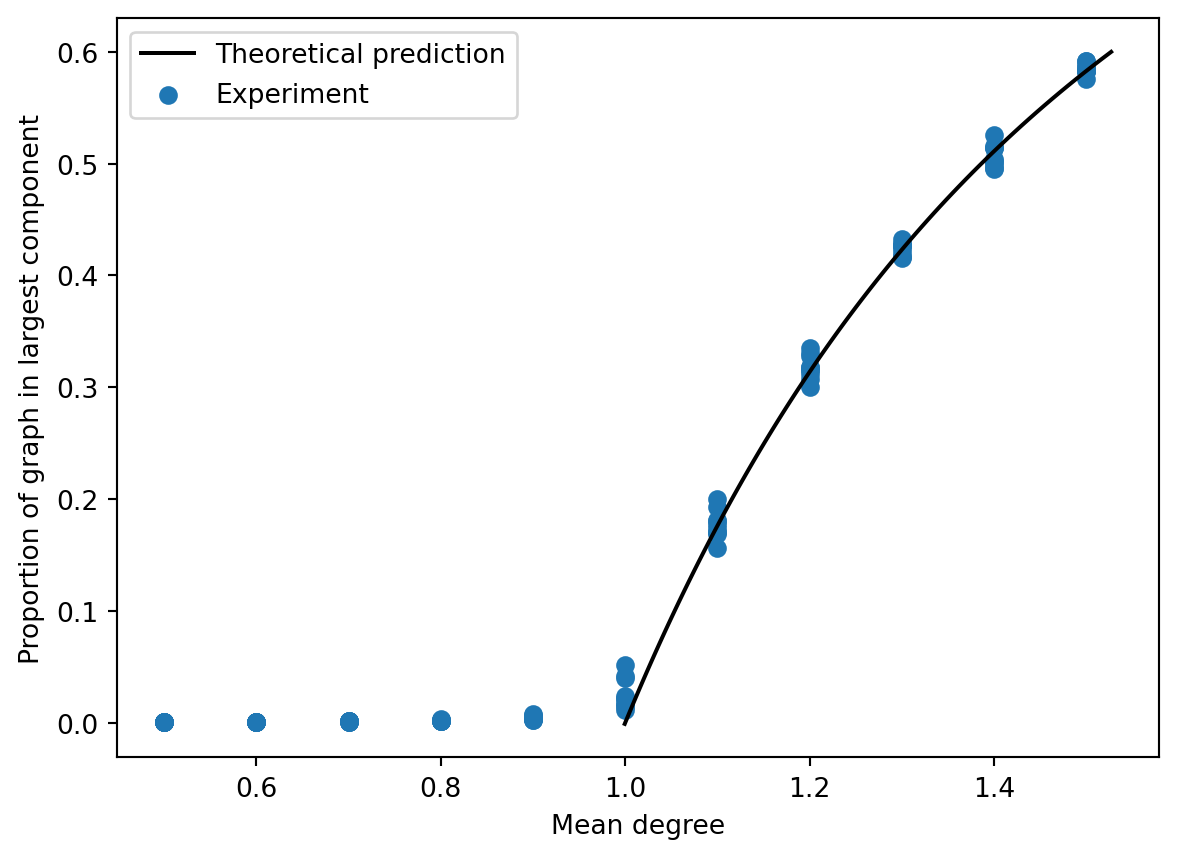 Theoretical prediction
Experiment
Proportion of graph in largest component
0.6
0.5
0.4
0.3
0.2
0.1
0.0
0.6 0.8 1.0 1.2 1.4
Mean degree